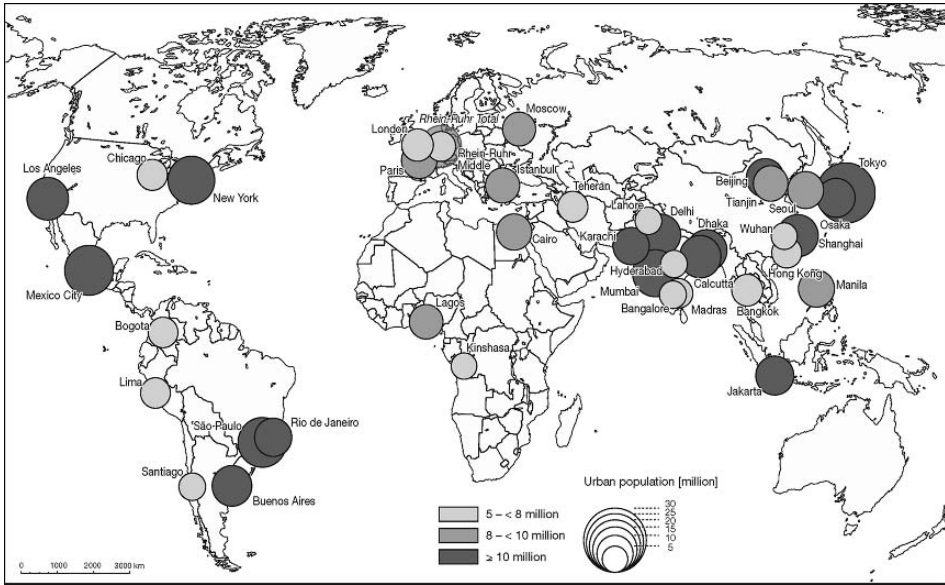 Moscow
Rhein-Ruhr Total
London
Rhein-Ruhr
Middle
Paris
Istanbul
Chicago
Los Angeles
New York
Teheran
Beijing
Tokyo
Tianjin
Seoul
Osaka
Lahore
Delhi
Dhaka
Wuhan
Shanghai
Karachi
Cairo
Hyderabad
Hong Kong
Calcutta
Mumbai
Manila
Mexico City
Bangalore
Madras
Bangkok
Lagos
Bogota
Kinshasa
Lima
Jakarta
São-Paulo
Rio de Janeiro
Santiago
Buenos Aires
Urban population [million]
30
25
20
15
10
5
5 – < 8 million
8 – < 10 million
≥ 10 million
0 1000 2000 3000 km